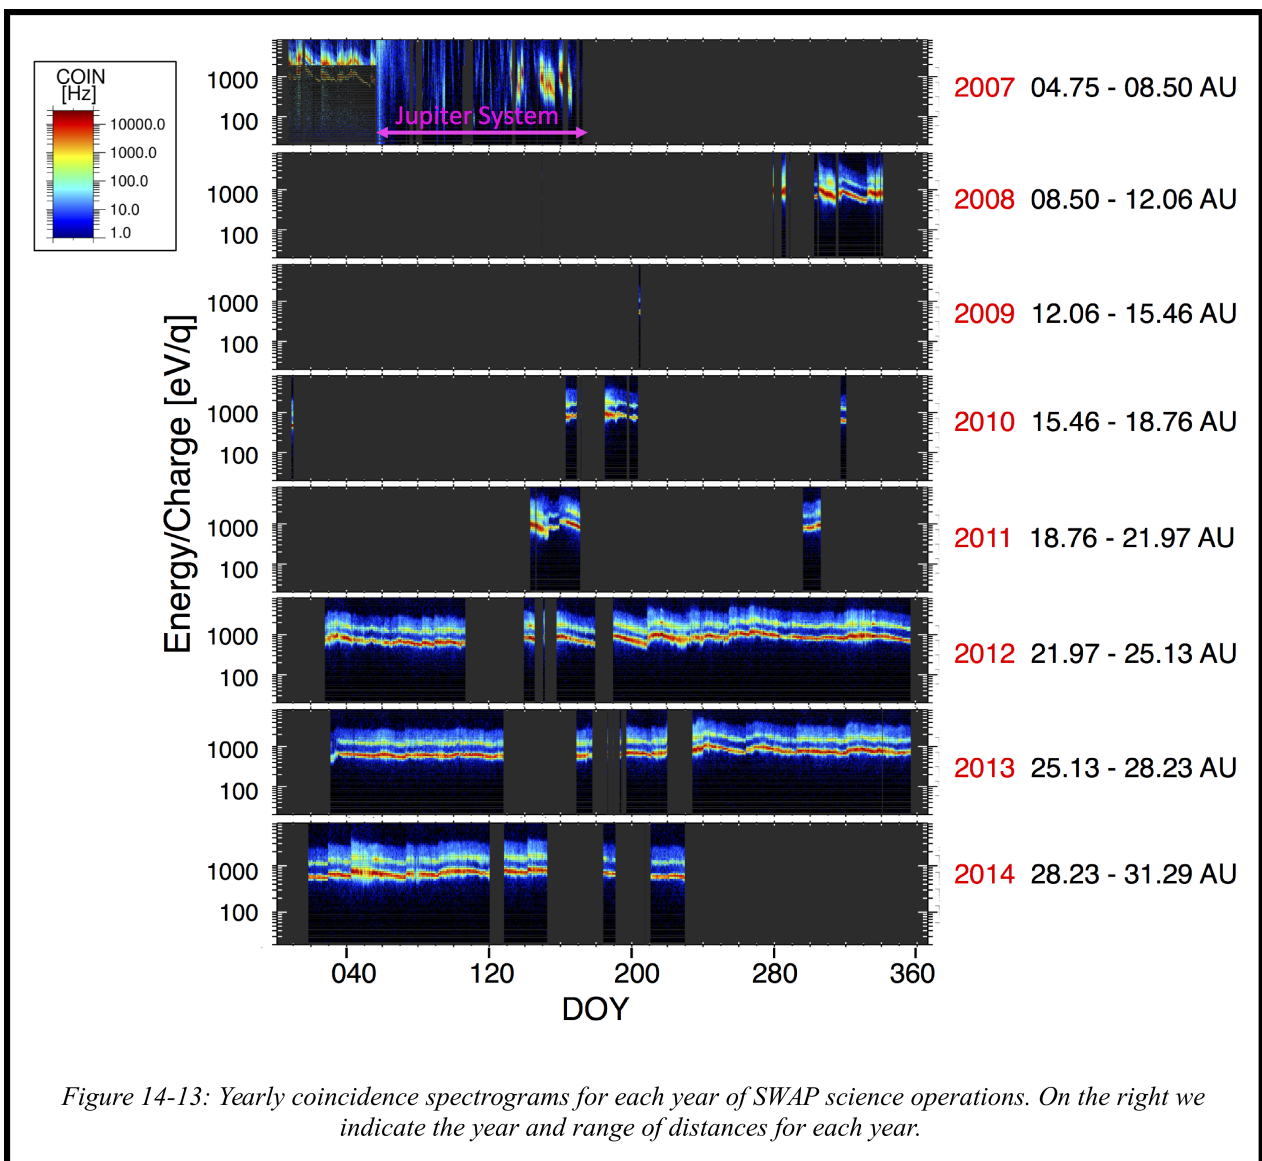 COIN
[Hz]
10000.0
1000.0
100.0
10.0
1.0
Energy/Charge [eV/q]
1000
100
Jupiter System
2007 04.75 - 08.50 AU
1000
100
2008 08.50 - 12.06 AU
1000
100
2009 12.06 - 15.46 AU
1000
100
2010 15.46 - 18.76 AU
1000
100
2011 18.76 - 21.97 AU
1000
100
2012 21.97 - 25.13 AU
1000
100
2013 25.13 - 28.23 AU
1000
100
2014 28.23 - 31.29 AU
040 120 200 280 360
DOY
Figure 14-13: Yearly coincidence spectrograms for each year of SWAP science operations. On the right we
indicate the year and range of distances for each year.